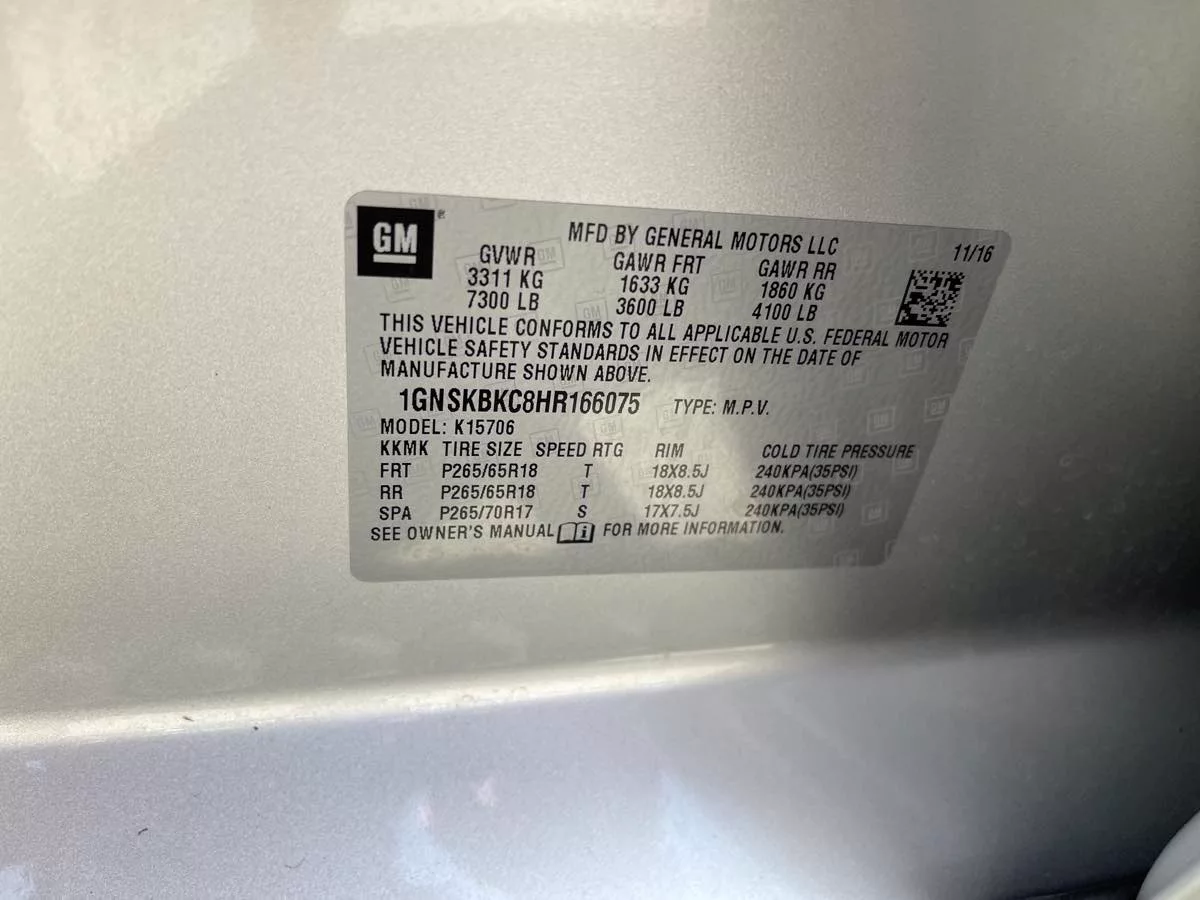 GM®
MFD BY GENERAL MOTORS LLC 11/16
GVWR GAWR FRT GAWR RR
3311 KG 1633 KG 1860 KG
7300 LB 3600 LB 4100 LB
THIS VEHICLE CONFORMS TO ALL APPLICABLE U.S. FEDERAL MOTOR
VEHICLE SAFETY STANDARDS IN EFFECT ON THE DATE OF
MANUFACTURE SHOWN ABOVE.
1GNSKBKC8HR166075 TYPE: M.P.V.
MODEL: K15706
KKMK TIRE SIZE SPEED RTG RIM COLD TIRE PRESSURE
FRT P265/65R18 T 18X8.5J 240KPA(35PSI)
RR P265/65R18 T 18X8.5J 240KPA(35PSI)
SPA P265/70R17 S 17X7.5J 240KPA(35PSI)
SEE OWNER'S MANUAL i FOR MORE INFORMATION.